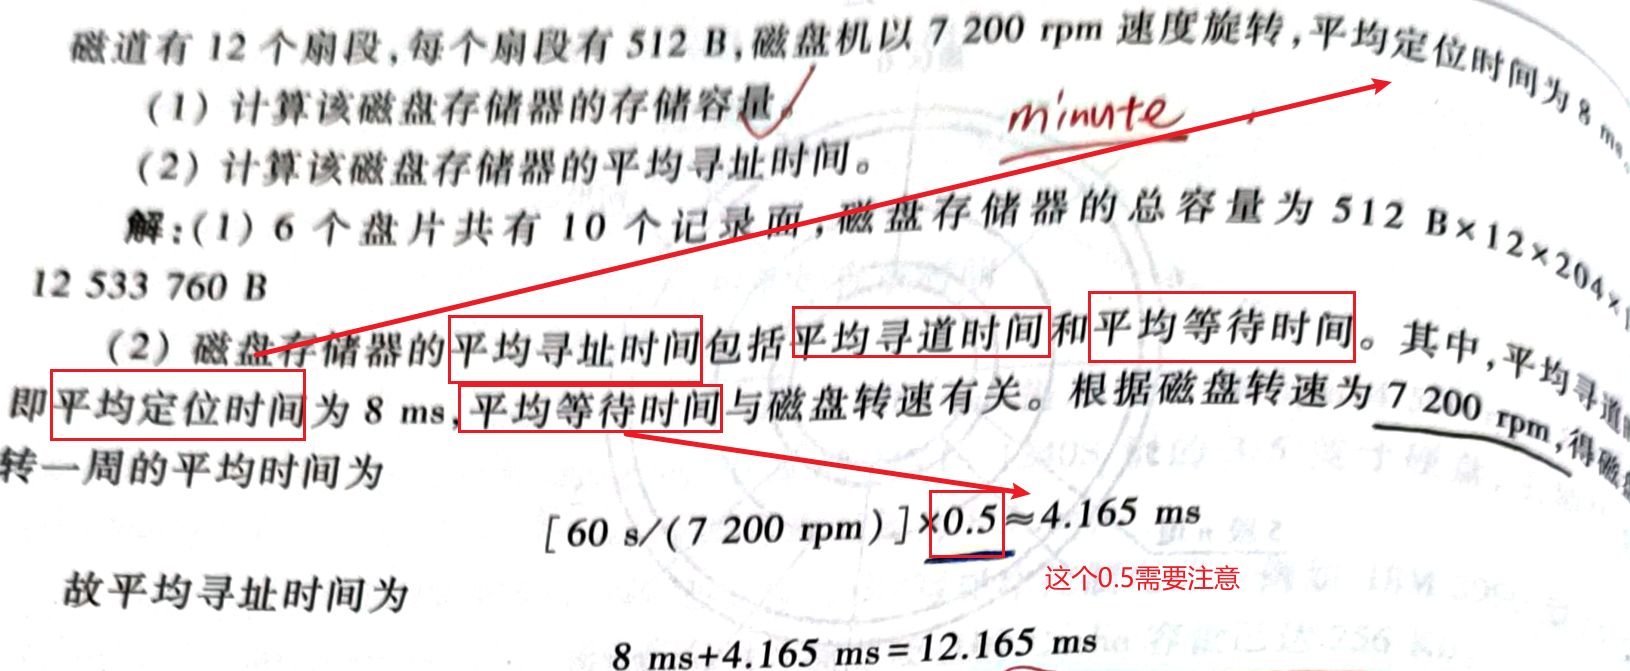 磁道有 12 个扇段,每个扇段有 512 B,磁盘机以 7 200 rpm 速度旋转,平均定位时间为 8 ms。
(1) 计算该磁盘存储器的存储容量。
minute
(2) 计算该磁盘存储器的平均寻址时间。
解:(1) 6 个盘片共有 10 个记录面,磁盘存储器的总容量为 512 B×12×204×
12 533 760 B
(2) 磁盘存储器的平均寻址时间包括平均寻道时间和平均等待时间。其中,平均寻道
即平均定位时间为 8 ms,平均等待时间与磁盘转速有关。根据磁盘转速为 7 200 rpm,得磁
转一周的平均时间为
[60 s/(7 200 rpm)]×0.5≈4.165 ms
这个0.5需要注意
故平均寻址时间为
8 ms+4.165 ms=12.165 ms